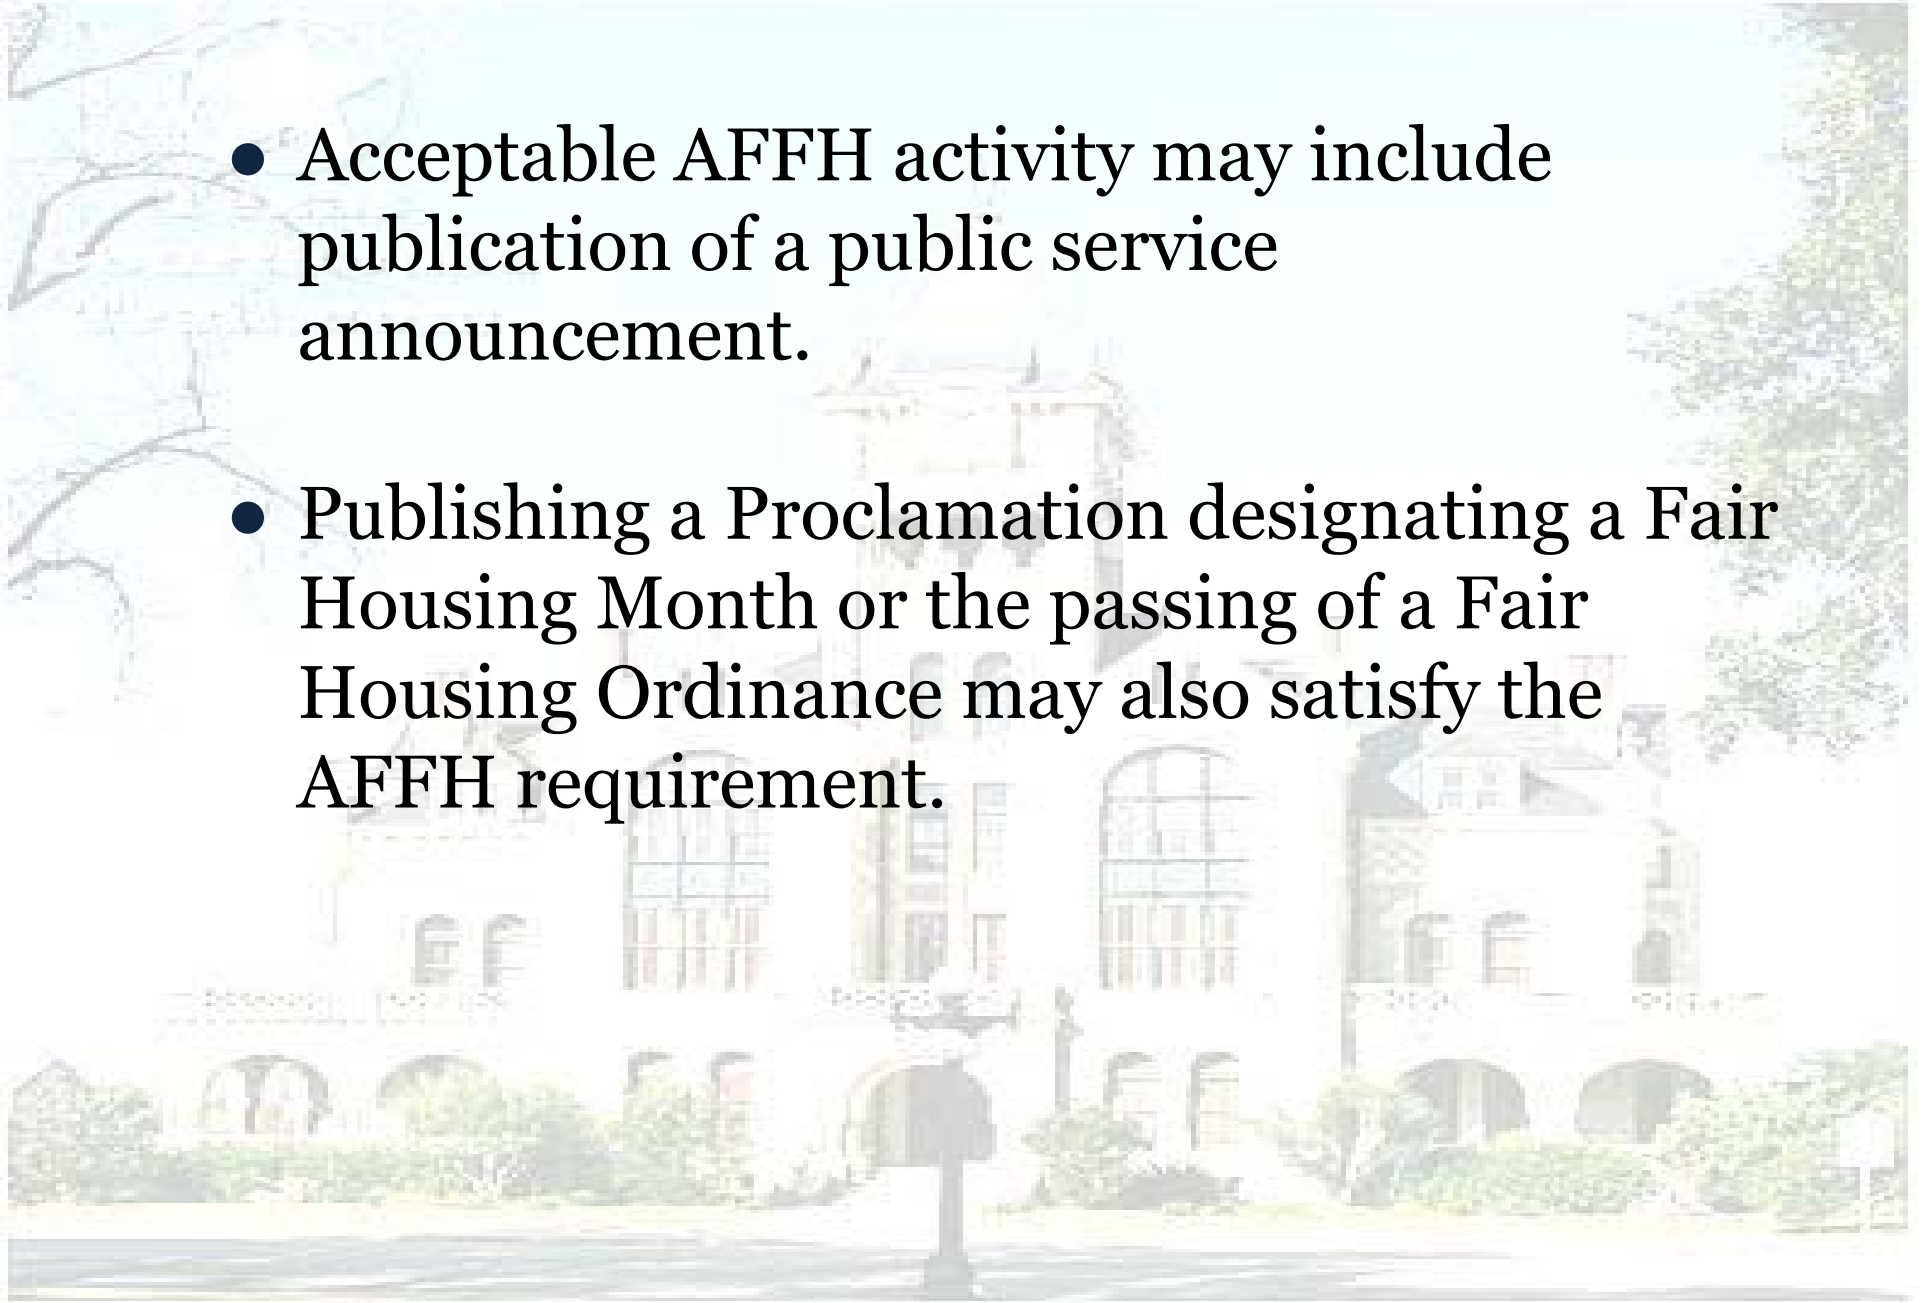 ● Acceptable AFFH activity may include
publication of a public service
announcement.
● Publishing a Proclamation designating a Fair
Housing Month or the passing of a Fair
Housing Ordinance may also satisfy the
AFFH requirement.